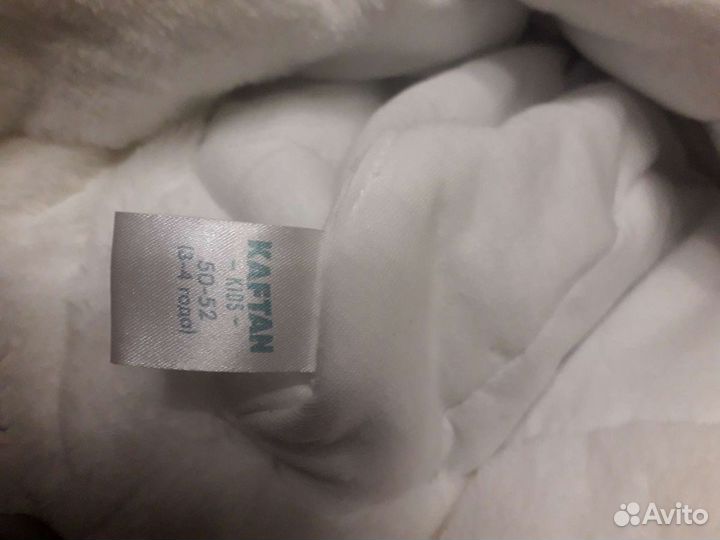 KAFTAN
- KIDS -
50-52
(3-4 года)
Avito